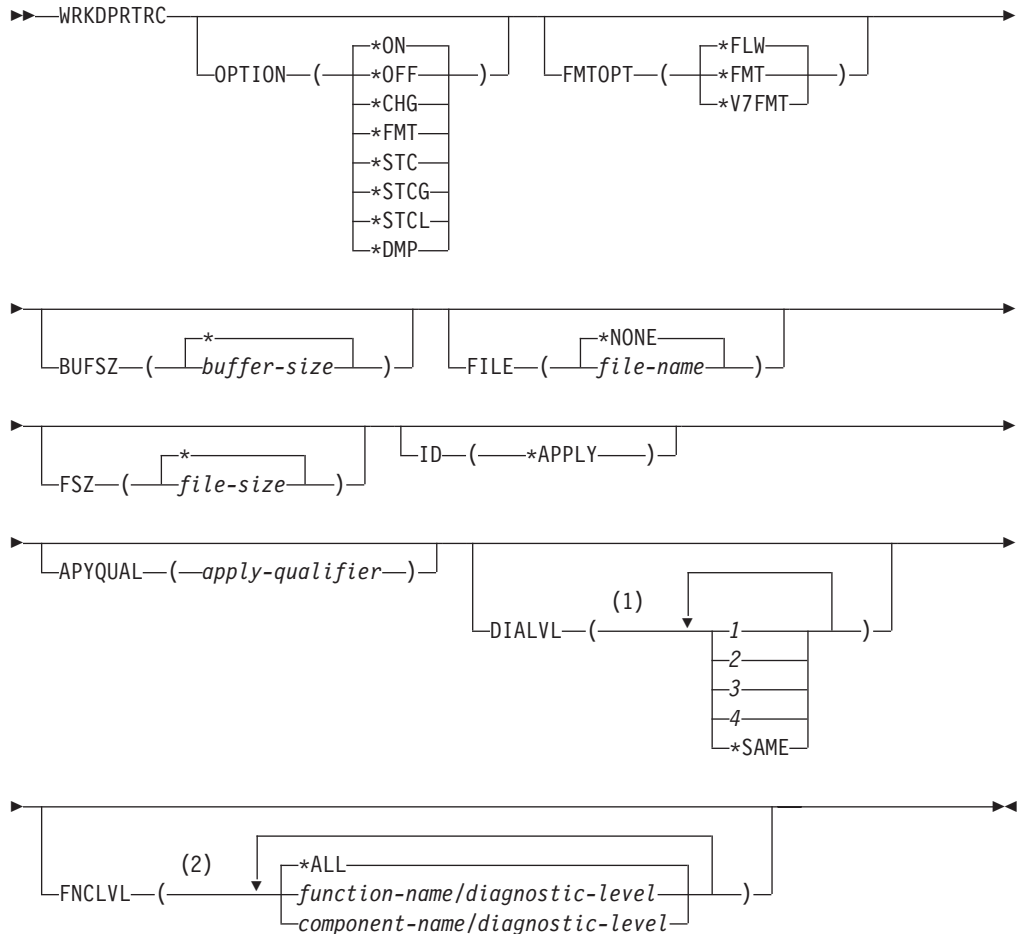 WRKDPRTRC
OPTION ( *ON ) FMTOPT ( *FLW )
*OFF *FMT
*CHG *V7FMT
*FMT
*STC
*STCG
*STCL
*DMP
BUFSZ ( * ) FILE ( *NONE )
buffer-size file-name
FSZ ( * ) ID ( *APPLY )
file-size
APYQUAL ( apply-qualifier )
(1)
DIALVL ( 1 )
2
3
4
*SAME
(2)
FNCLVL ( *ALL )
function-name/diagnostic-level
component-name/diagnostic-level